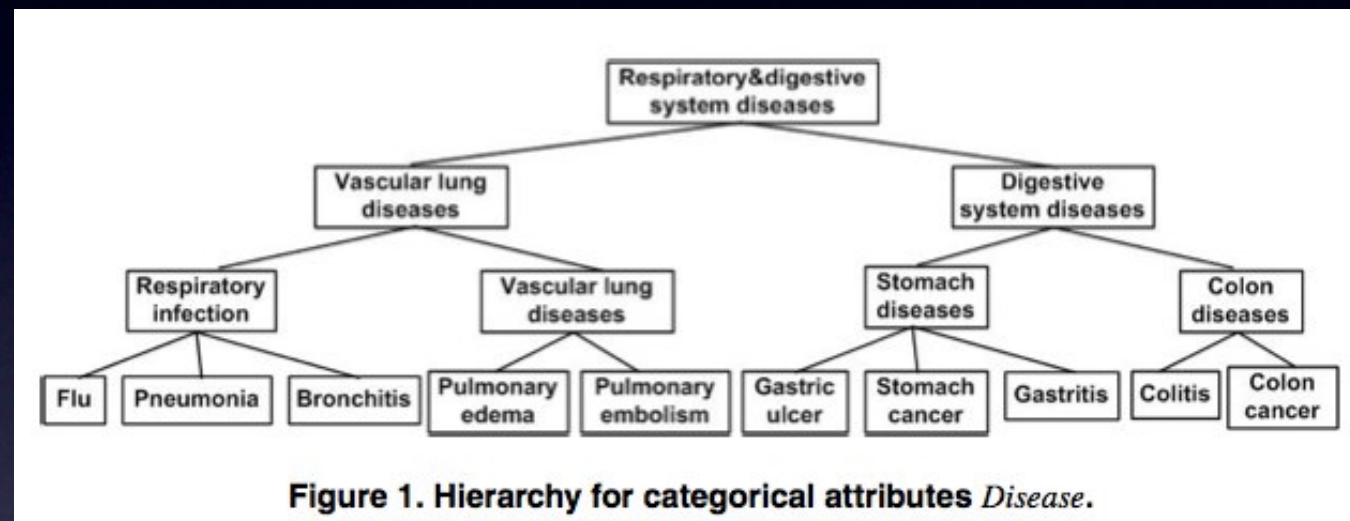 Respiratory&digestive
system diseases
Vascular lung
diseases
Digestive
system diseases
Respiratory
infection
Vascular lung
diseases
Stomach
diseases
Colon
diseases
Flu
Pneumonia
Bronchitis
Pulmonary
edema
Pulmonary
embolism
Gastric
ulcer
Stomach
cancer
Gastritis
Colitis
Colon
cancer
Figure 1. Hierarchy for categorical attributes Disease.